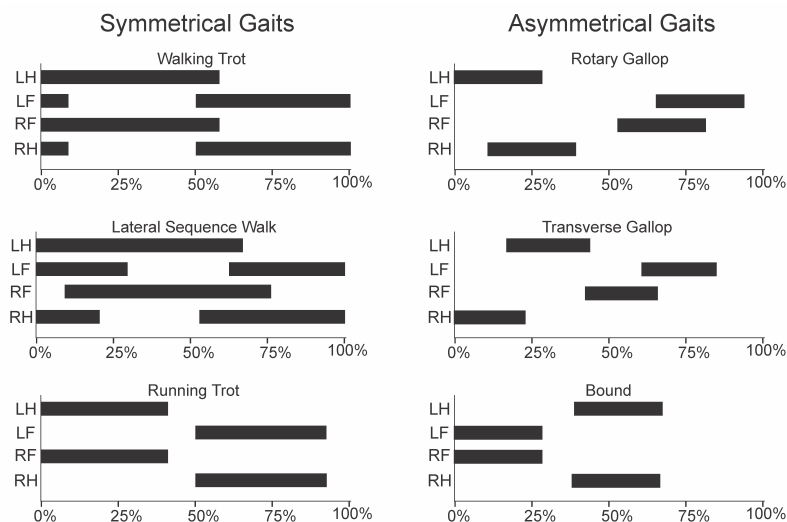 Symmetrical Gaits
Walking Trot
LH
LF
RF
RH
0% 25% 50% 75% 100%
Lateral Sequence Walk
LH
LF
RF
RH
0% 25% 50% 75% 100%
Running Trot
LH
LF
RF
RH
0% 25% 50% 75% 100%
Asymmetrical Gaits
Rotary Gallop
LH
LF
RF
RH
0% 25% 50% 75% 100%
Transverse Gallop
LH
LF
RF
RH
0% 25% 50% 75% 100%
Bound
LH
LF
RF
RH
0% 25% 50% 75% 100%